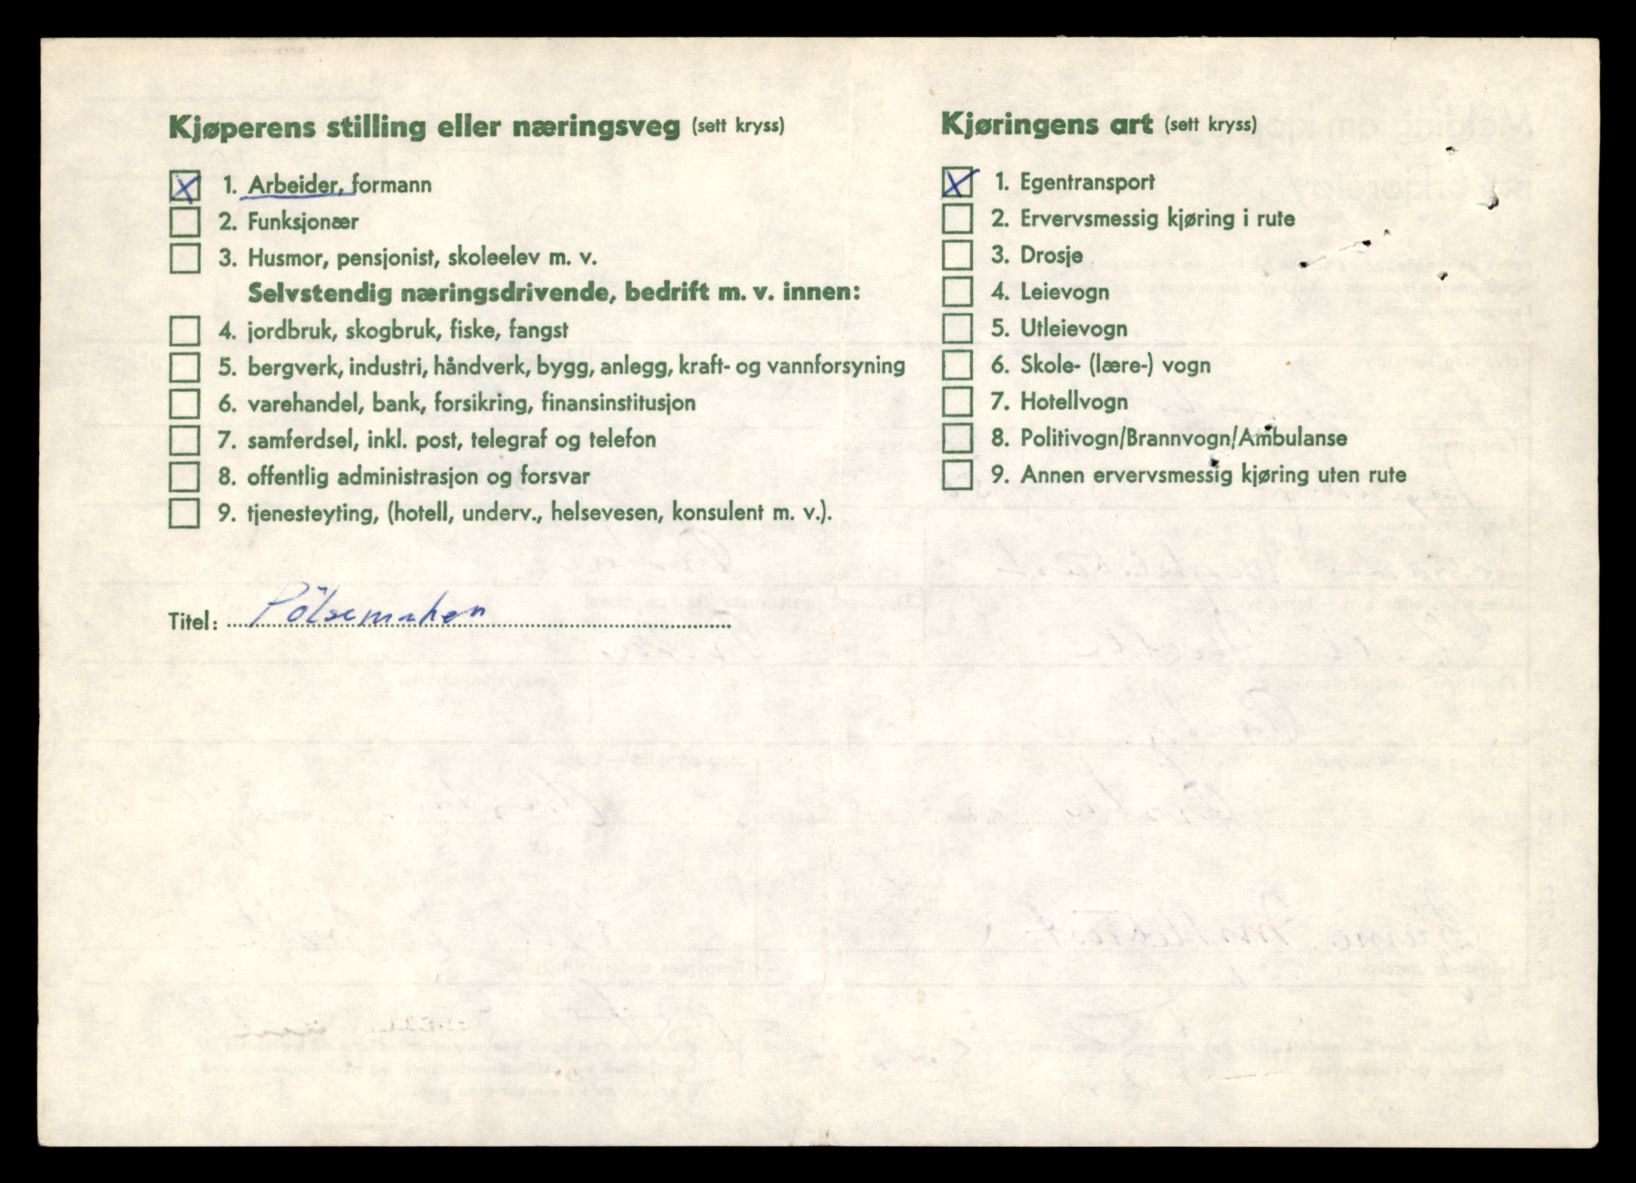 Kjøperens stilling eller næringsveg (sett kryss)
1. Arbeider, formann
2. Funksjonær
3. Husmor, pensjonist, skoleelev m. v.
Selvstendig næringsdrivende, bedrift m. v. innen:
4. jordbruk, skogbruk, fiske, fangst
5. bergverk, industri, håndverk, bygg, anlegg, kraft- og vannforsyning
6. varehandel, bank, forsikring, finansinstitusjon
7. samferdsel, inkl. post, telegraf og telefon
8. offentlig administrasjon og forsvar
9. tjenesteyting, (hotell, underv., helsevesen, konsulent m. v.).
Titel: Pölsemaker
Kjøringens art (sett kryss)
1. Egentransport
2. Ervervsmessig kjøring i rute
3. Drosje
4. Leievogn
5. Utleievogn
6. Skole- (lære-) vogn
7. Hotellvogn
8. Politivogn/Brannvogn/Ambulanse
9. Annen ervervsmessig kjøring uten rute